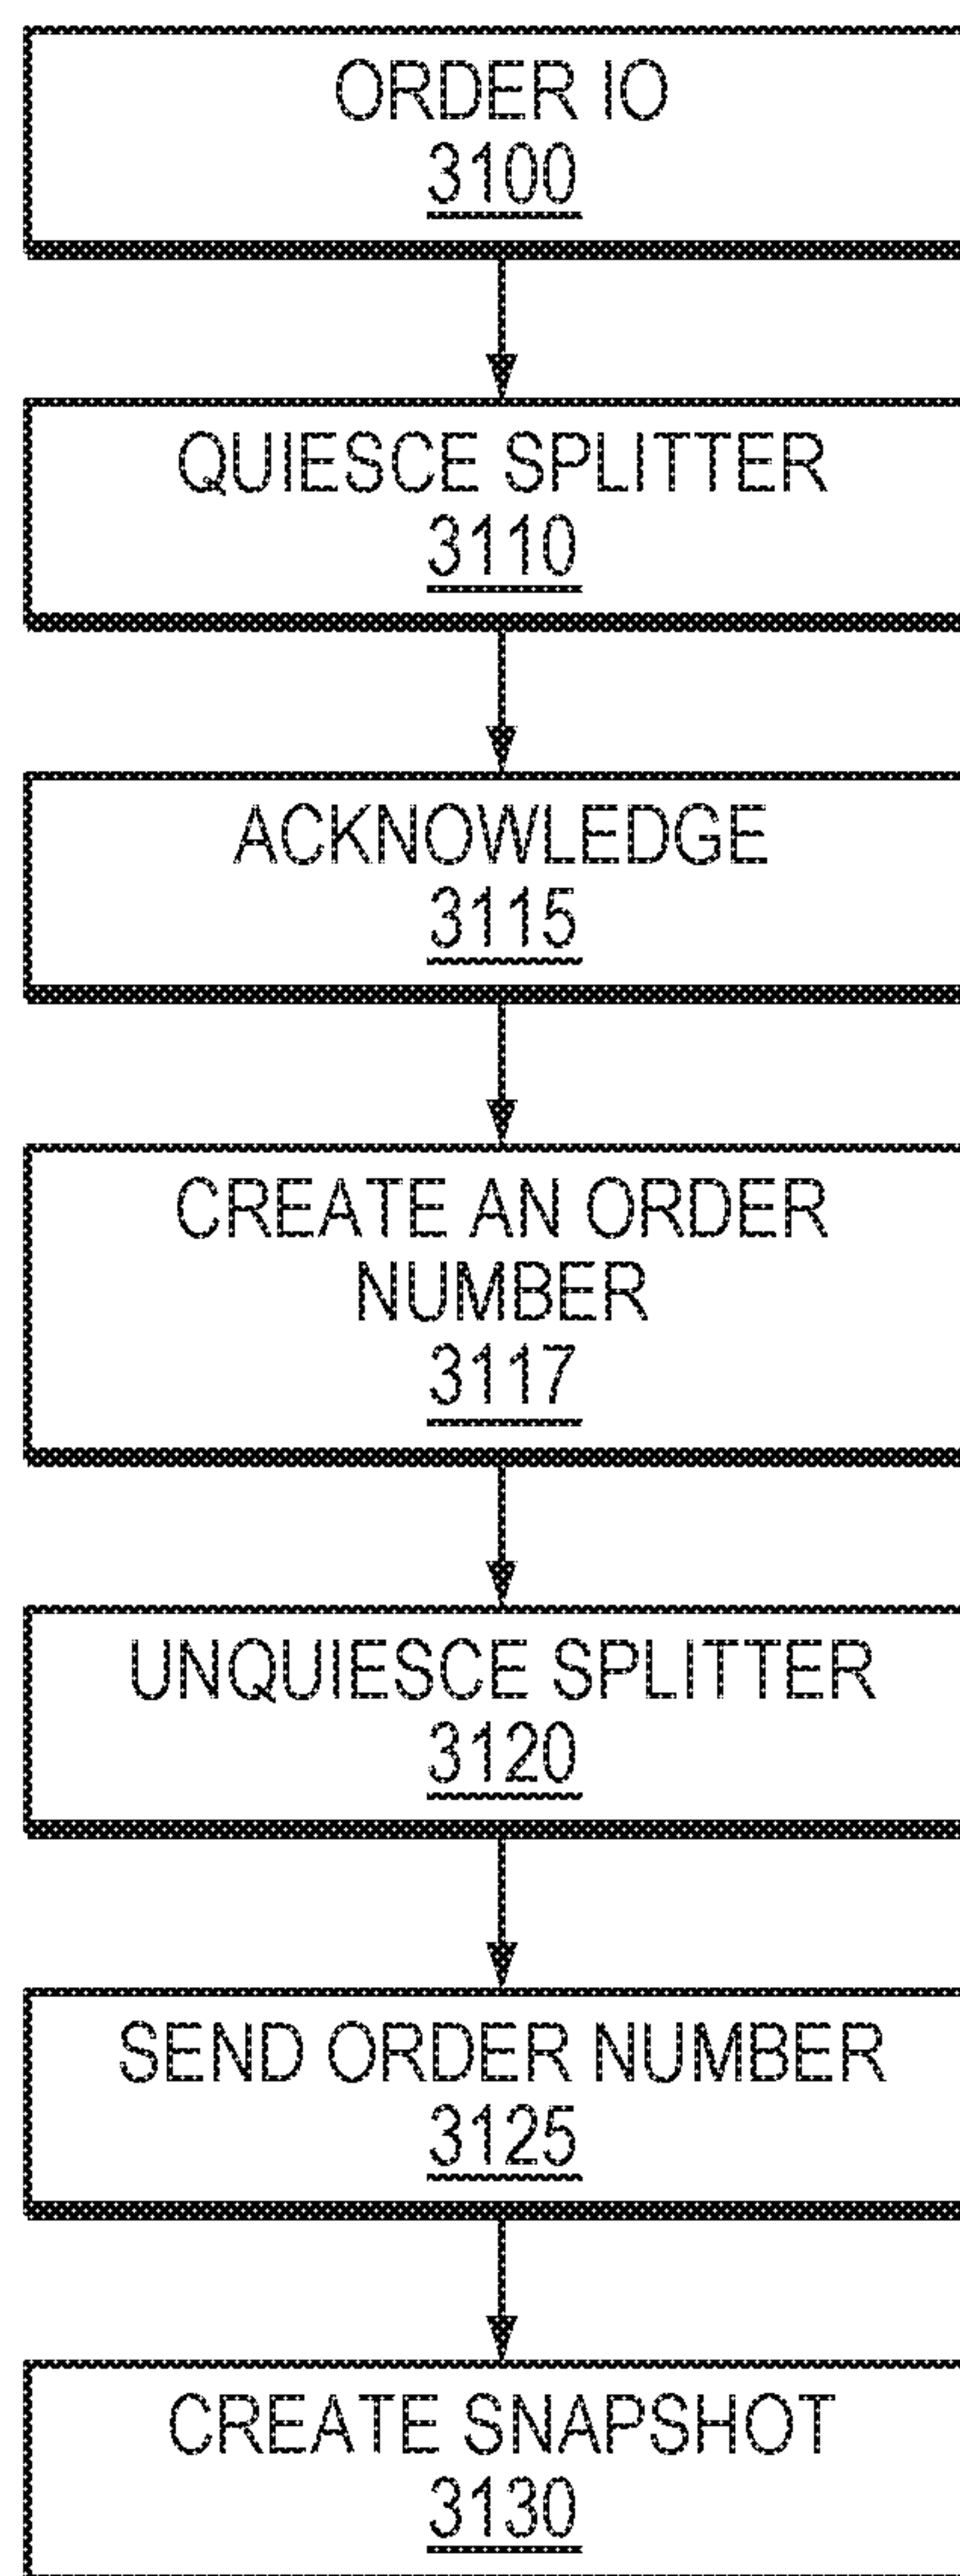 ORDER IO
3100
QUIESCE SPLITTER
3110
ACKNOWLEDGE
3115
CREATE AN ORDER
NUMBER
3117
UNQUIESCE SPLITTER
3120
SEND ORDER NUMBER
3125
CREATE SNAPSHOT
3130